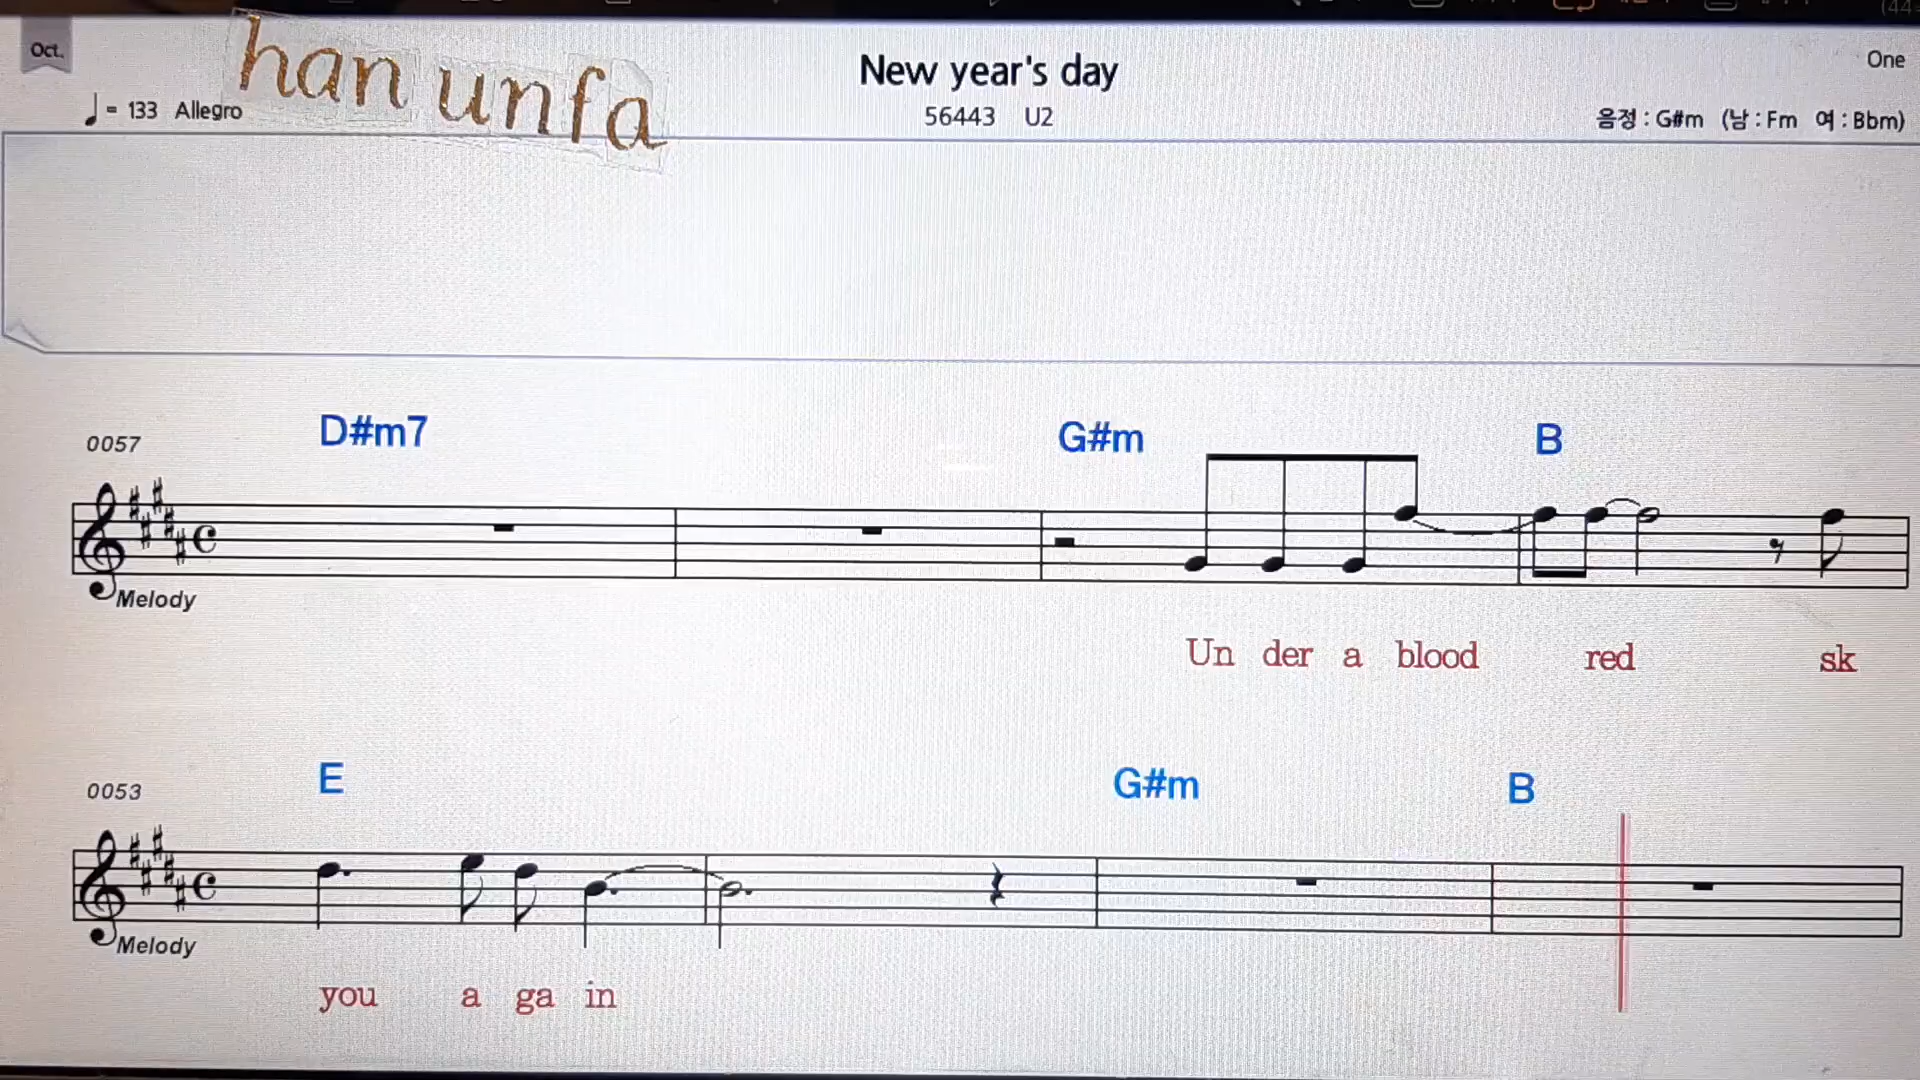 Oct.
han unfa
New year's day
One
♩= 133 Allegro
56443 U2
음정 : G#m (남 : Fm 여 : Bbm)
D#m7 G#m B
0057
Melody
Un der a blood red sk
E G#m B
0053
Melody
you a ga in